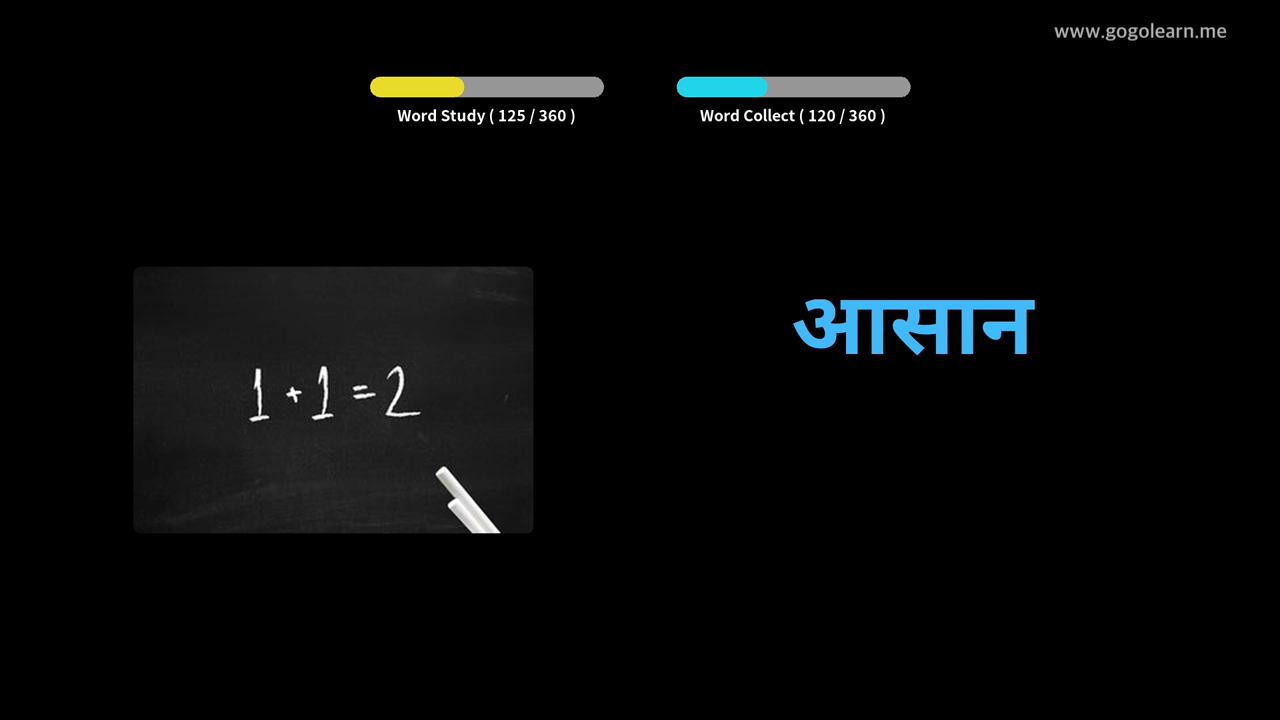 www.gogolearn.me
Word Study ( 125 / 360 )
Word Collect ( 120 / 360 )
1 + 1 = 2
आसान